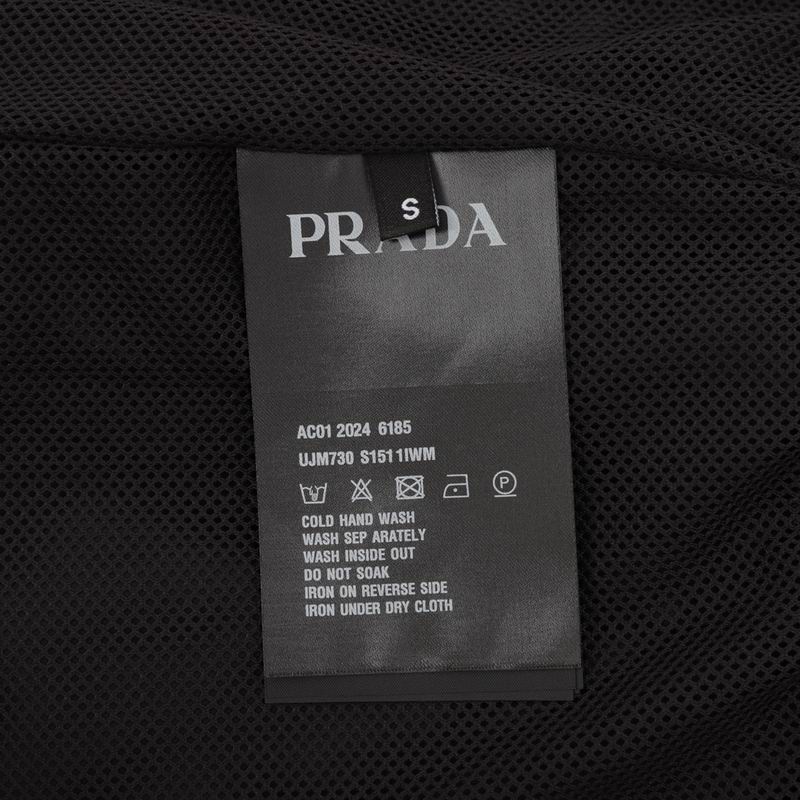 S
PRADA
AC01 2024 6185
UJM730 S151 1IWM
P
COLD HAND WASH
WASH SEP ARATELY
WASH INSIDE OUT
DO NOT SOAK
IRON ON REVERSE SIDE
IRON UNDER DRY CLOTH